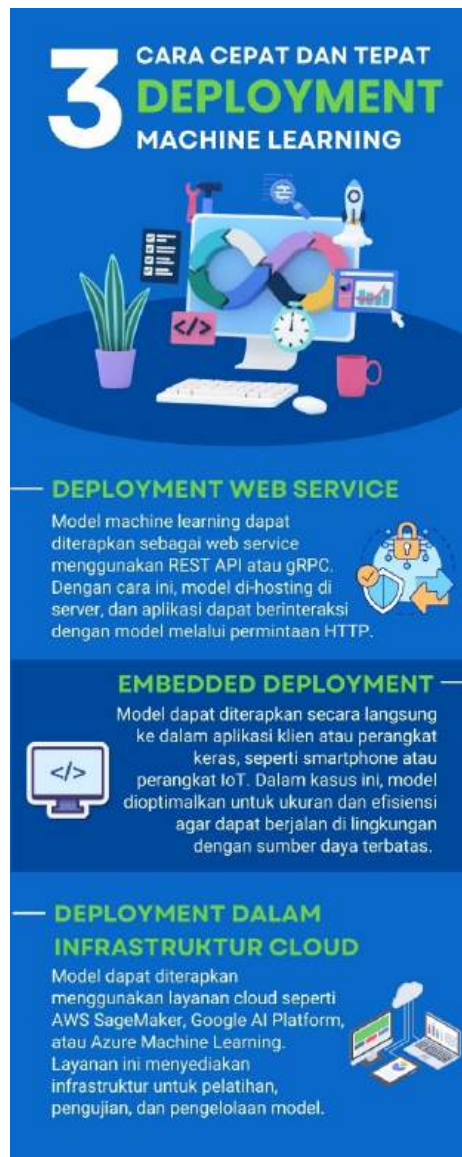 3
CARA CEPAT DAN TEPAT
DEPLOYMENT
MACHINE LEARNING
</>
DEPLOYMENT WEB SERVICE
Model machine learning dapat
diterapkan sebagai web service
menggunakan REST API atau gRPC.
Dengan cara ini, model di-hosting di
server, dan aplikasi dapat berinteraksi
dengan model melalui permintaan HTTP.
EMBEDDED DEPLOYMENT
Model dapat diterapkan secara langsung
ke dalam aplikasi klien atau perangkat
keras, seperti smartphone atau
perangkat IoT. Dalam kasus ini, model
dioptimalkan untuk ukuran dan efisiensi
agar dapat berjalan di lingkungan
dengan sumber daya terbatas.
</>
DEPLOYMENT DALAM
INFRASTRUKTUR CLOUD
Model dapat diterapkan
menggunakan layanan cloud seperti
AWS SageMaker, Google AI Platform,
atau Azure Machine Learning.
Layanan ini menyediakan
infrastruktur untuk pelatihan,
pengujian, dan pengelolaan model.